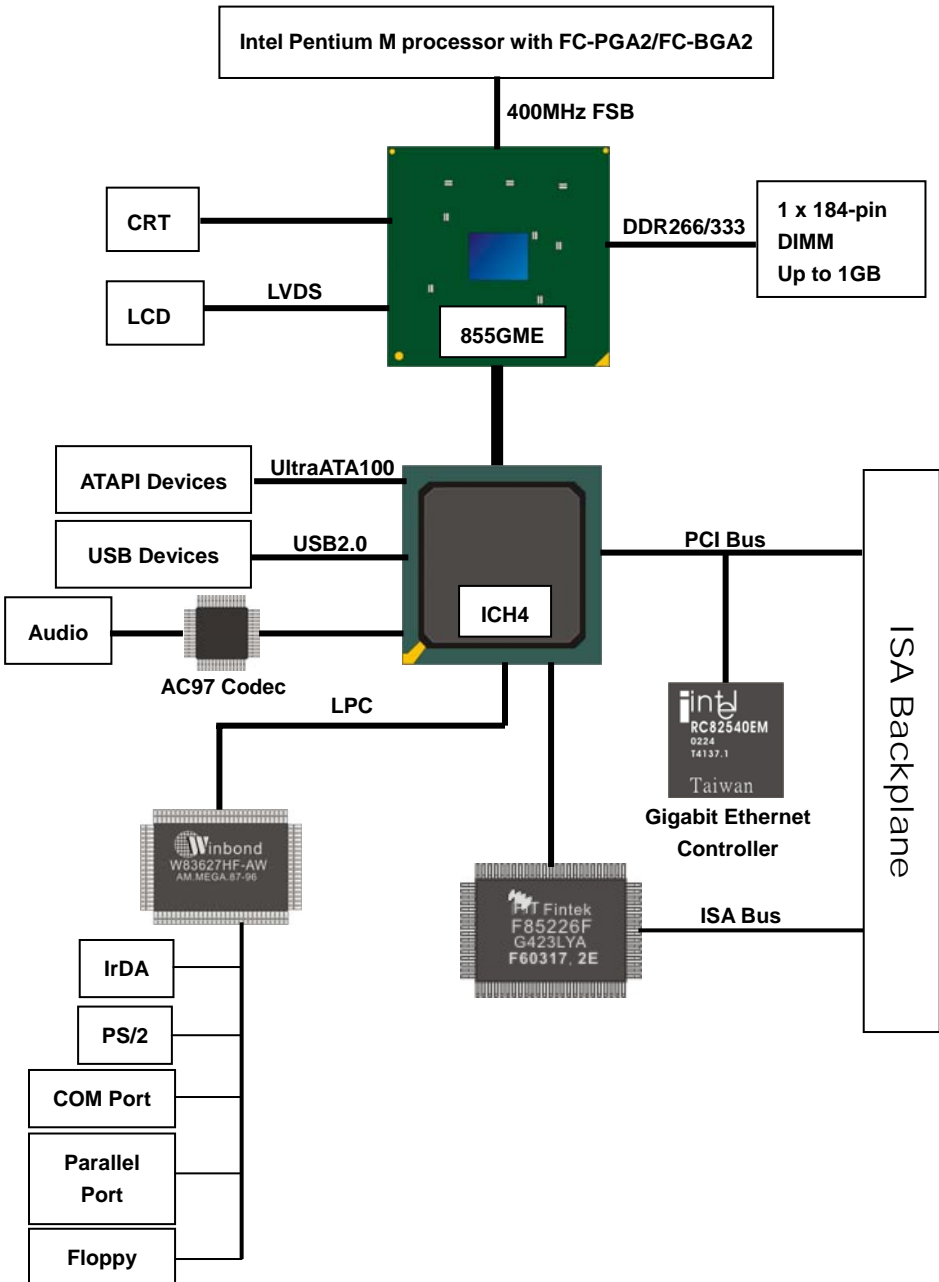 Intel Pentium M processor with FC-PGA2/FC-BGA2
400MHz FSB
CRT
DDR266/333
1 x 184-pin
DIMM
Up to 1GB
LCD
LVDS
855GME
ATAPI Devices
UltraATA100
USB Devices
USB2.0
PCI Bus
ICH4
Audio
AC97 Codec
LPC
intel
RC82540EM
0224
T4137.1
Taiwan
Gigabit Ethernet
Controller
ISA Backplane
Winbond
W83627HF-AW
AM.MEGA.87-96
Fintek
F85226F
G423LYA
F60317. 2E
ISA Bus
IrDA
PS/2
COM Port
Parallel
Port
Floppy